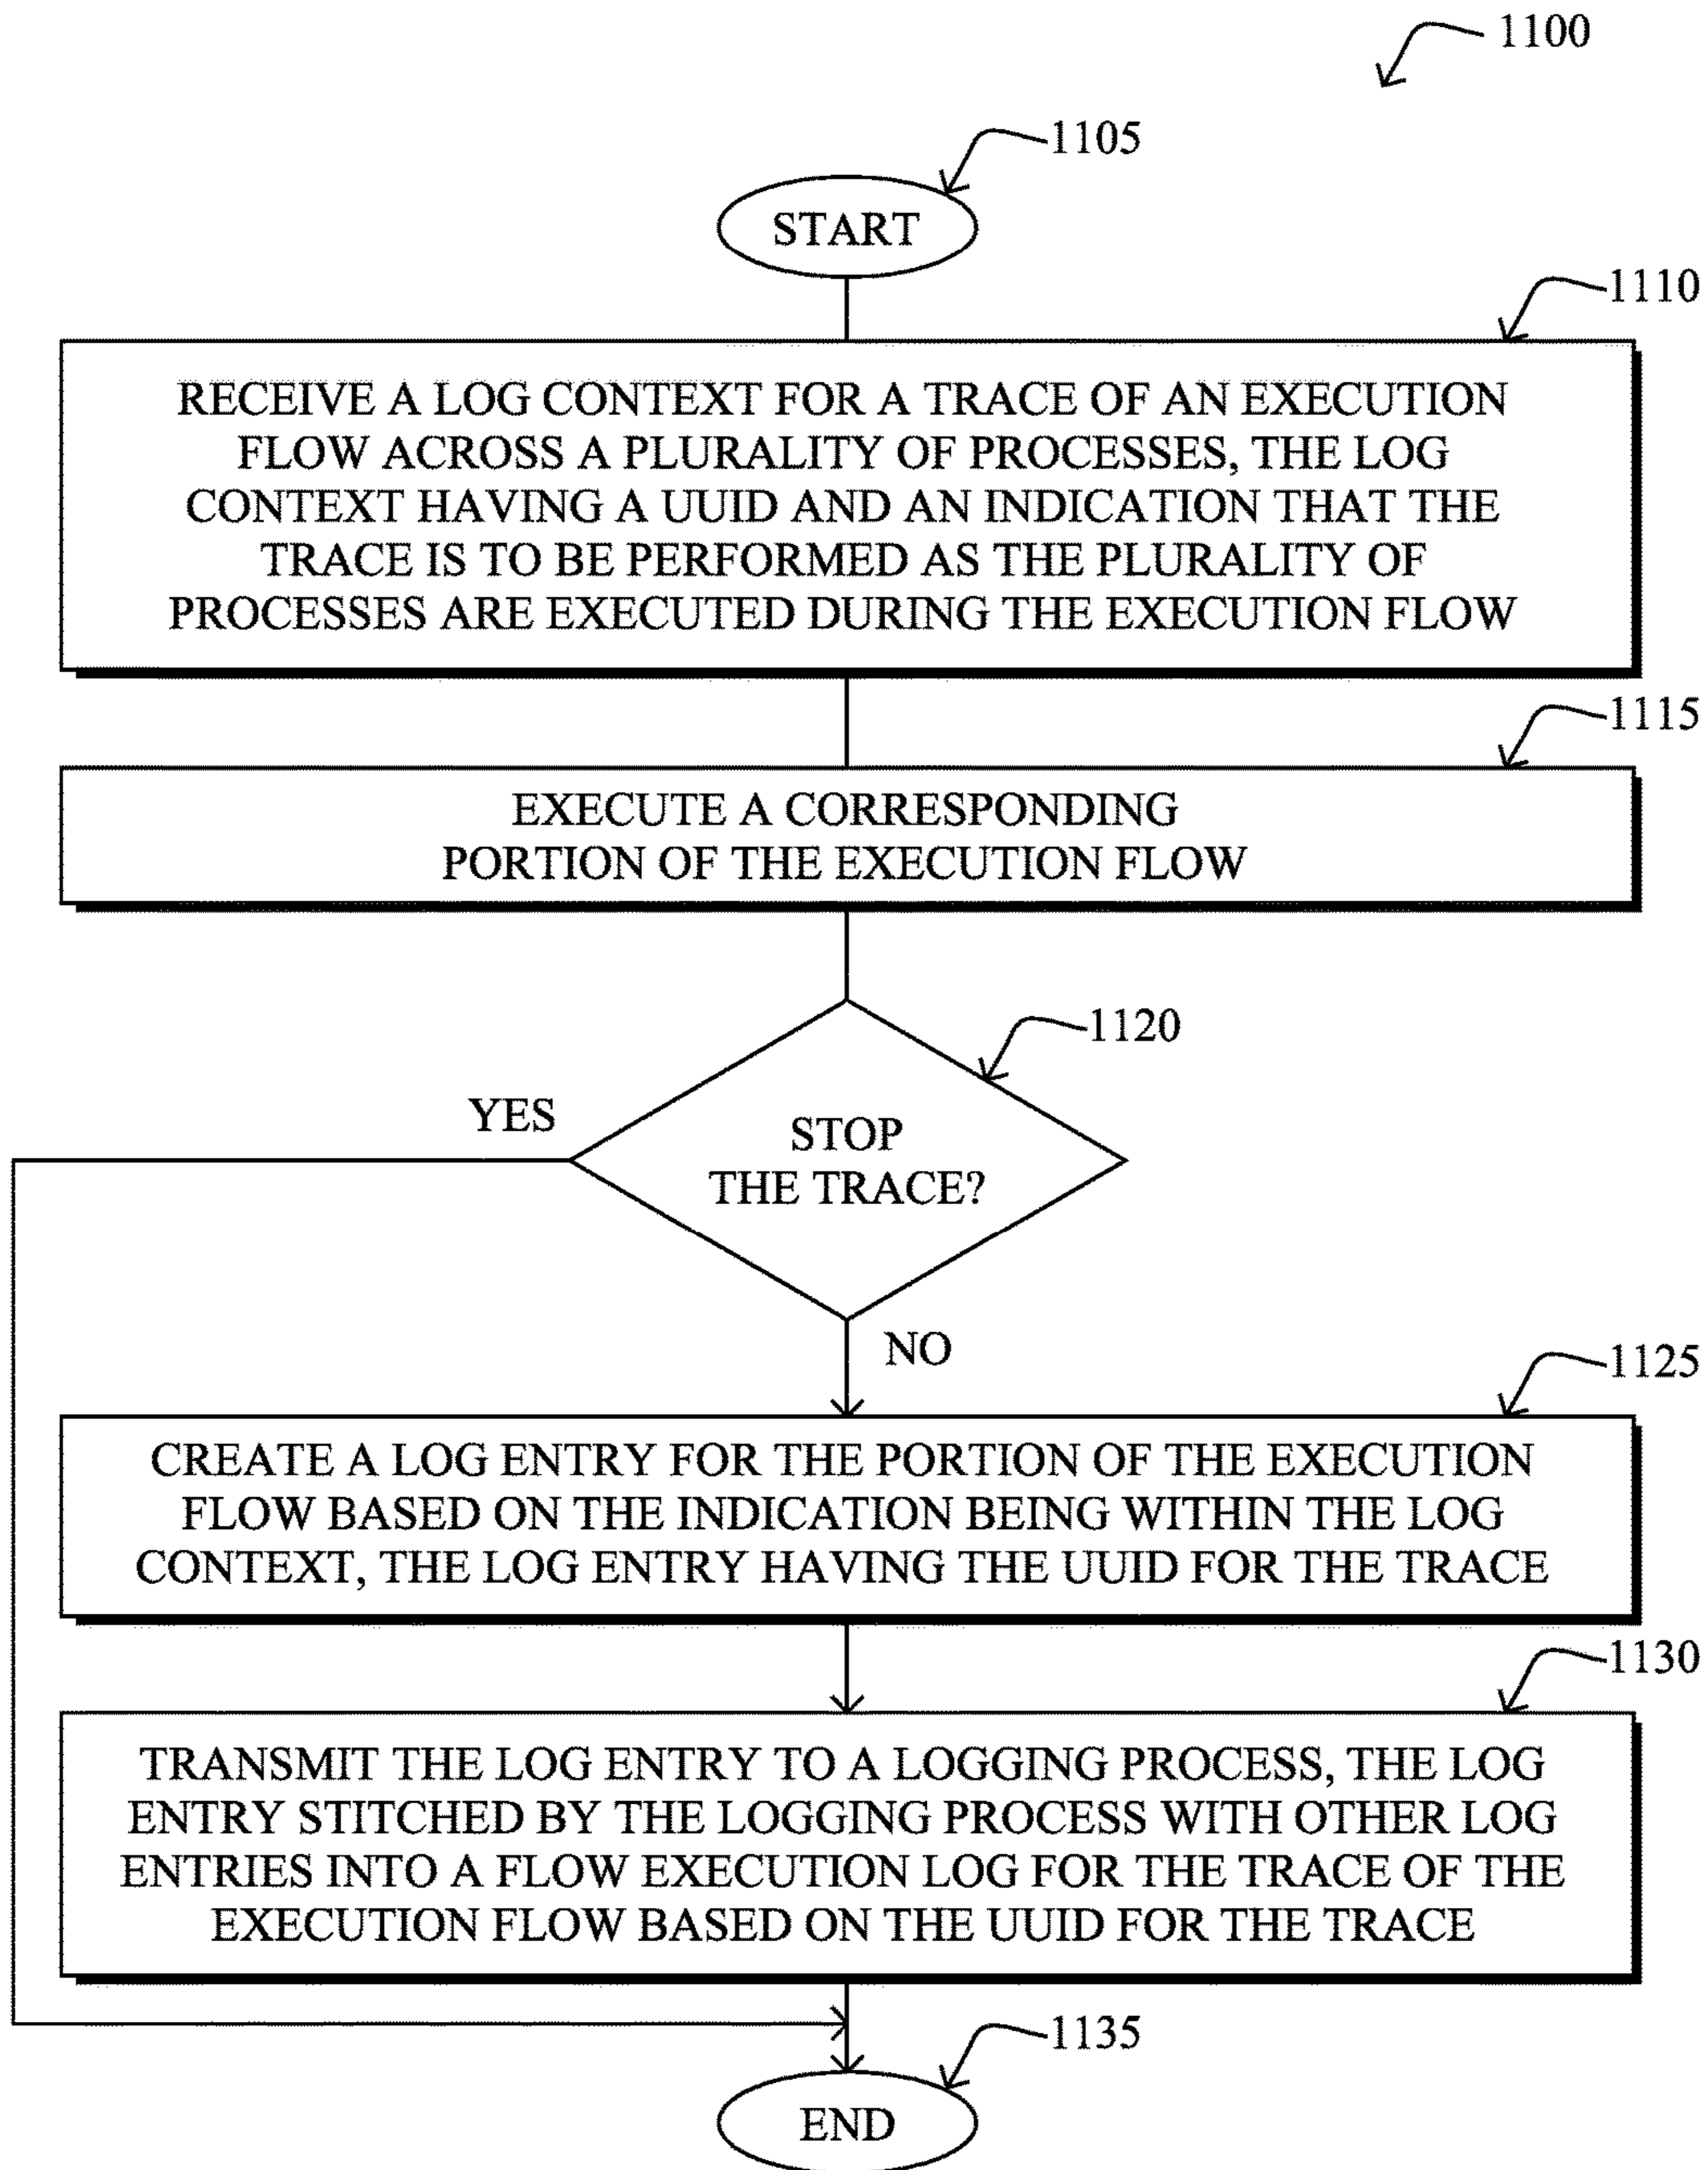 1100
1105
START
1110
RECEIVE A LOG CONTEXT FOR A TRACE OF AN EXECUTION
FLOW ACROSS A PLURALITY OF PROCESSES, THE LOG
CONTEXT HAVING A UUID AND AN INDICATION THAT THE
TRACE IS TO BE PERFORMED AS THE PLURALITY OF
PROCESSES ARE EXECUTED DURING THE EXECUTION FLOW
1115
EXECUTE A CORRESPONDING
PORTION OF THE EXECUTION FLOW
1120
YES
STOP
THE TRACE?
NO
1125
CREATE A LOG ENTRY FOR THE PORTION OF THE EXECUTION
FLOW BASED ON THE INDICATION BEING WITHIN THE LOG
CONTEXT, THE LOG ENTRY HAVING THE UUID FOR THE TRACE
1130
TRANSMIT THE LOG ENTRY TO A LOGGING PROCESS, THE LOG
ENTRY STITCHED BY THE LOGGING PROCESS WITH OTHER LOG
ENTRIES INTO A FLOW EXECUTION LOG FOR THE TRACE OF THE
EXECUTION FLOW BASED ON THE UUID FOR THE TRACE
1135
END